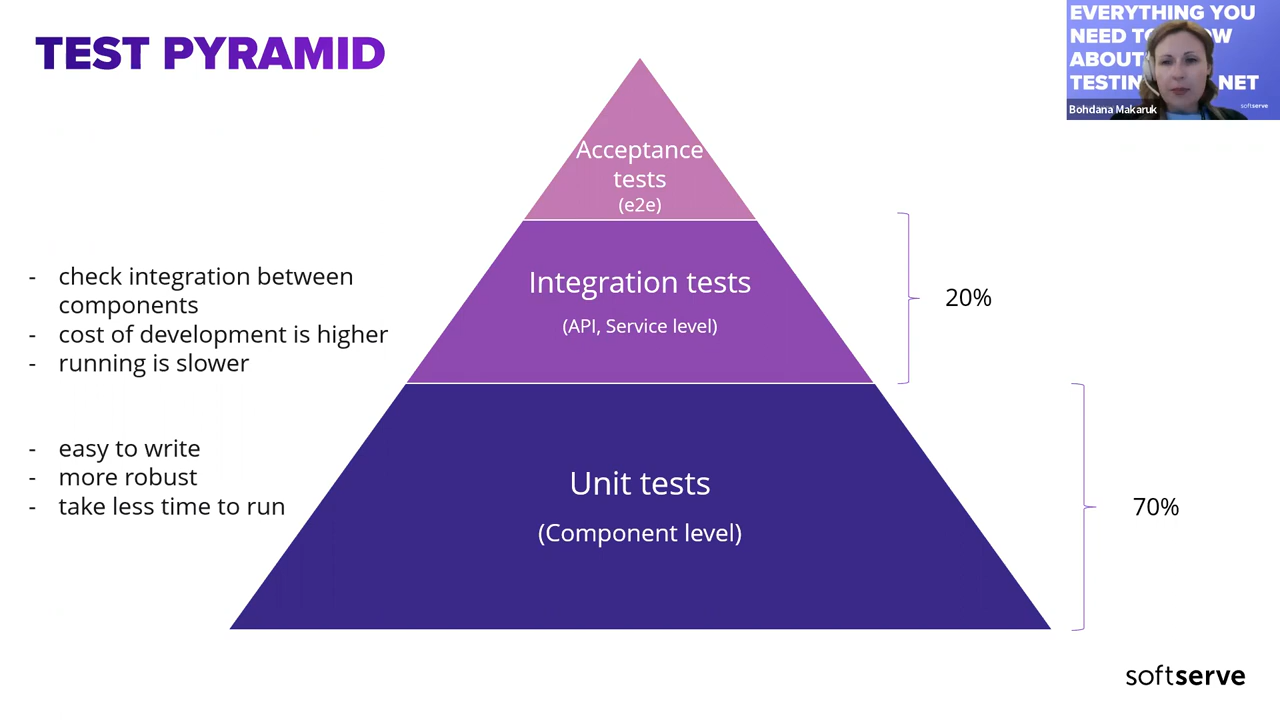 TEST PYRAMID
EVERYTHING YOU
NEED TO
ABOUT
NET
softserve
Bohdana Makaruk
Acceptance
tests
(e2e)
- check integration between
components
- cost of development is higher
- running is slower
Integration tests
(API, Service level)
20%
- easy to write
- more robust
- take less time to run
Unit tests
(Component level)
70%
softserve